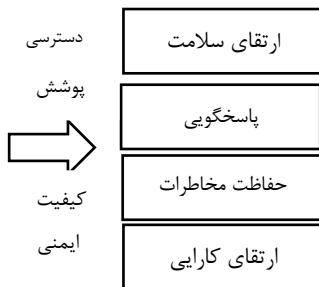 دسترسی
پوشش
کیفیت
ایمنی
ارتقای سلامت
پاسخگویی
حفاظت مخاطرات
ارتقای کارایی